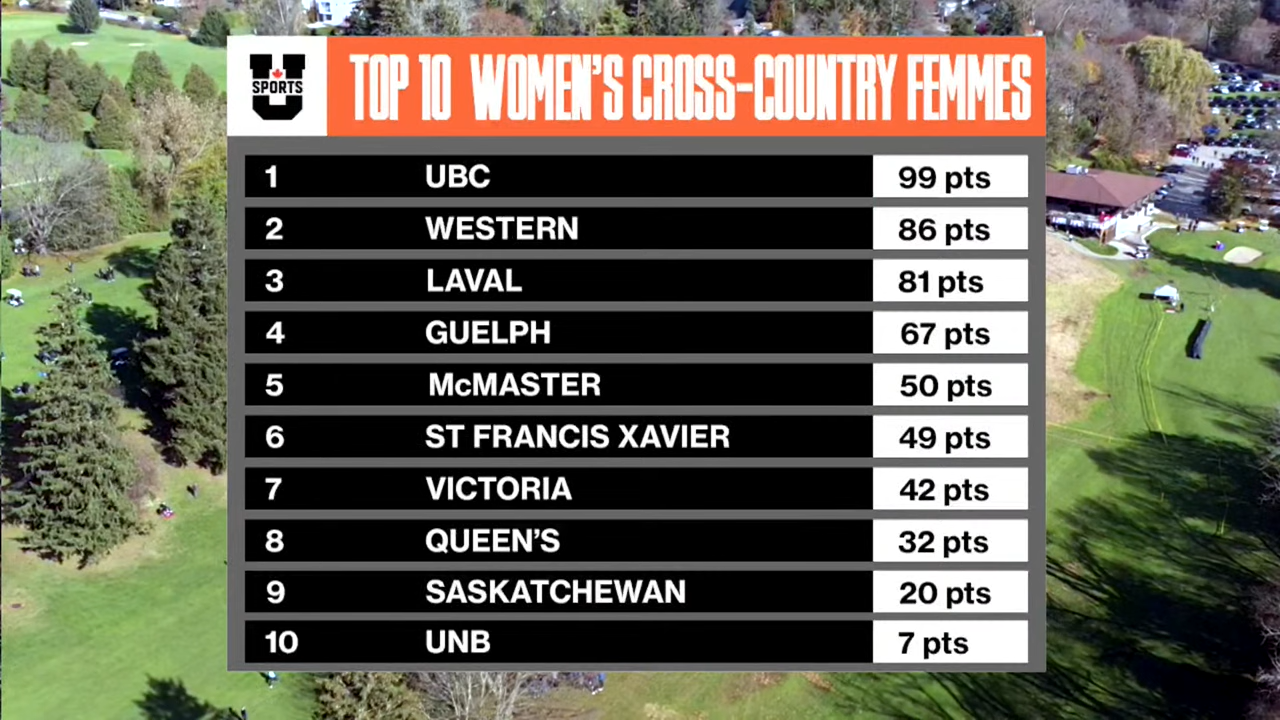 U
SPORTS
TOP 10 WOMEN'S CROSS-COUNTRY FEMMES
1 UBC 99 pts
2 WESTERN 86 pts
3 LAVAL 81 pts
4 GUELPH 67 pts
5 McMASTER 50 pts
6 ST FRANCIS XAVIER 49 pts
7 VICTORIA 42 pts
8 QUEEN'S 32 pts
9 SASKATCHEWAN 20 pts
10 UNB 7 pts